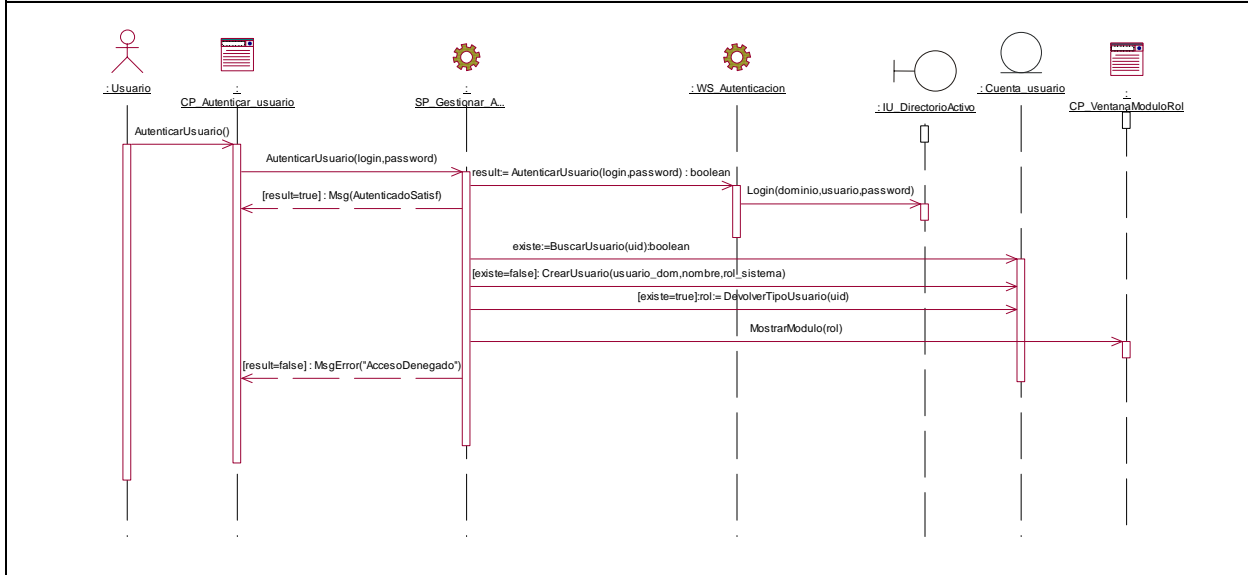 : Usuario
:
CP_Autenticar_usuario
:
SP_Gestionar_A...
: WS_Autenticacion
: IU_DirectorioActivo
: Cuenta_usuario
:
CP_VentanaModuloRol
AutenticarUsuario()
AutenticarUsuario(login,password)
result:= AutenticarUsuario(login,password) : boolean
Login(dominio,usuario,password)
[result=true] : Msg(AutenticadoSatisf)
existe:=BuscarUsuario(uid):boolean
[existe=false]: CrearUsuario(usuario_dom,nombre,rol_sistema)
[existe=true]:rol:= DevolverTipoUsuario(uid)
MostrarModulo(rol)
[result=false] : MsgError("AccesoDenegado")